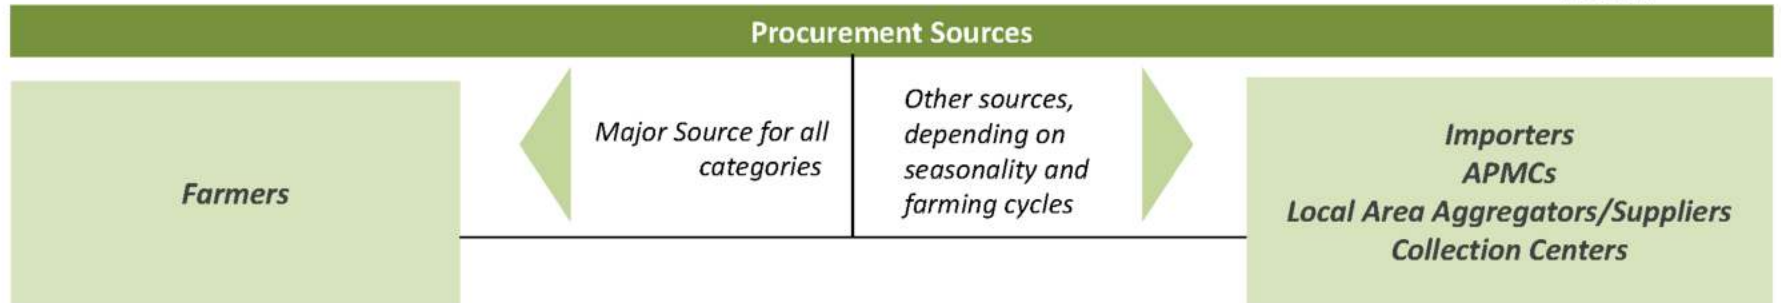 Procurement Sources
Farmers
Major Source for all
categories
Other sources,
depending on
seasonality and
farming cycles
Importers
APMCs
Local Area Aggregators/Suppliers
Collection Centers